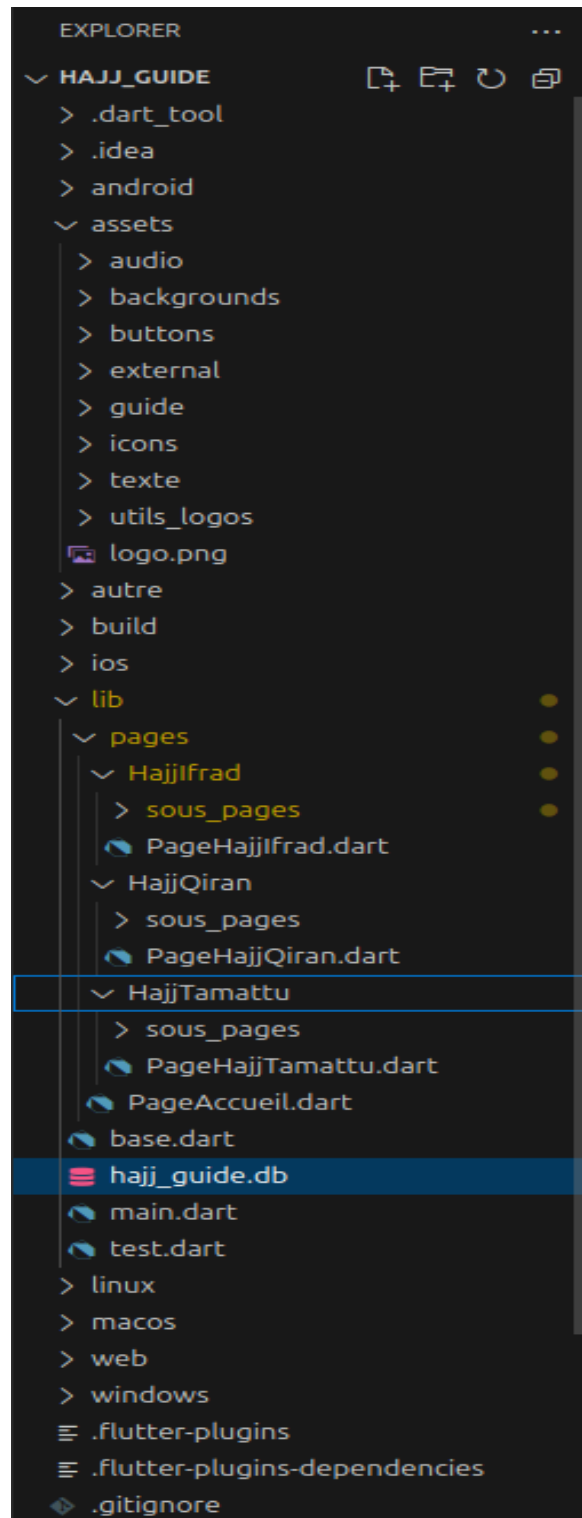 EXPLORER
HAJJ_GUIDE
.dart_tool
.idea
android
assets
audio
backgrounds
buttons
external
guide
icons
texte
utils_logos
logo.png
autre
build
ios
lib
pages
HajjIfrad
sous_pages
PageHajjIfrad.dart
HajjQiran
sous_pages
PageHajjQiran.dart
HajjTamattu
sous_pages
PageHajjTamattu.dart
PageAccueil.dart
base.dart
hajj_guide.db
main.dart
test.dart
linux
macos
web
windows
.flutter-plugins
.flutter-plugins-dependencies
.gitignore